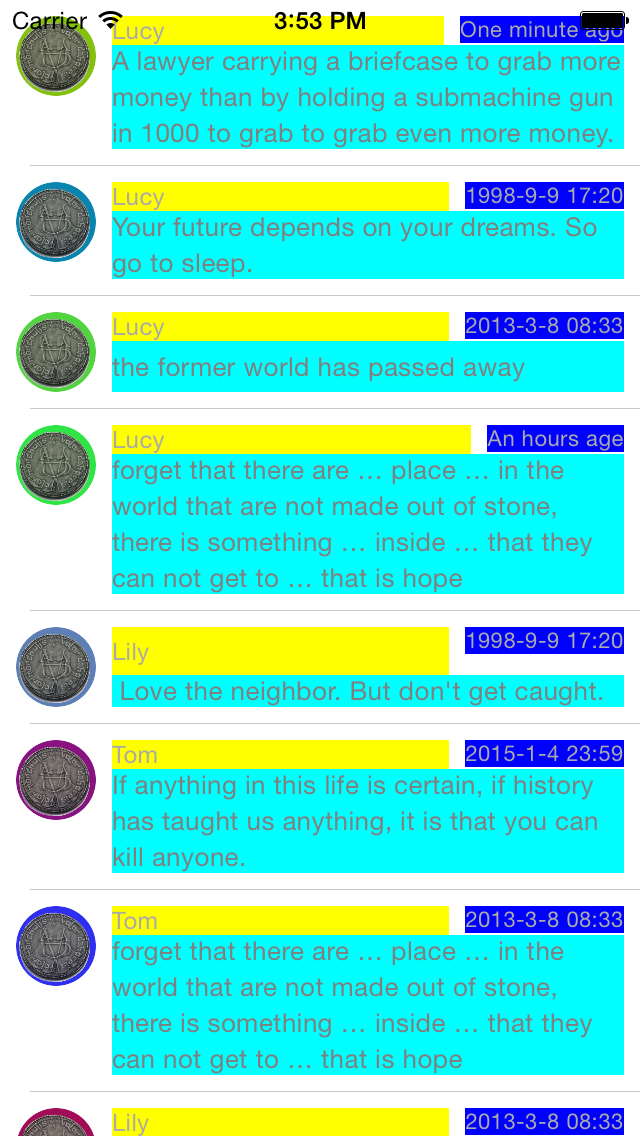 Carrier 3:53 PM
Lucy One minute ago
A lawyer carrying a briefcase to grab more
money than by holding a submachine gun
in 1000 to grab to grab even more money.
Lucy 1998-9-9 17:20
Your future depends on your dreams. So
go to sleep.
Lucy 2013-3-8 08:33
the former world has passed away
Lucy An hours ago
forget that there are … place … in the
world that are not made out of stone,
there is something … inside … that they
can not get to … that is hope
Lily 1998-9-9 17:20
Love the neighbor. But don't get caught.
Tom 2015-1-4 23:59
If anything in this life is certain, if history
has taught us anything, it is that you can
kill anyone.
Tom 2013-3-8 08:33
forget that there are … place … in the
world that are not made out of stone,
there is something … inside … that they
can not get to … that is hope
Lily 2013-3-8 08:33